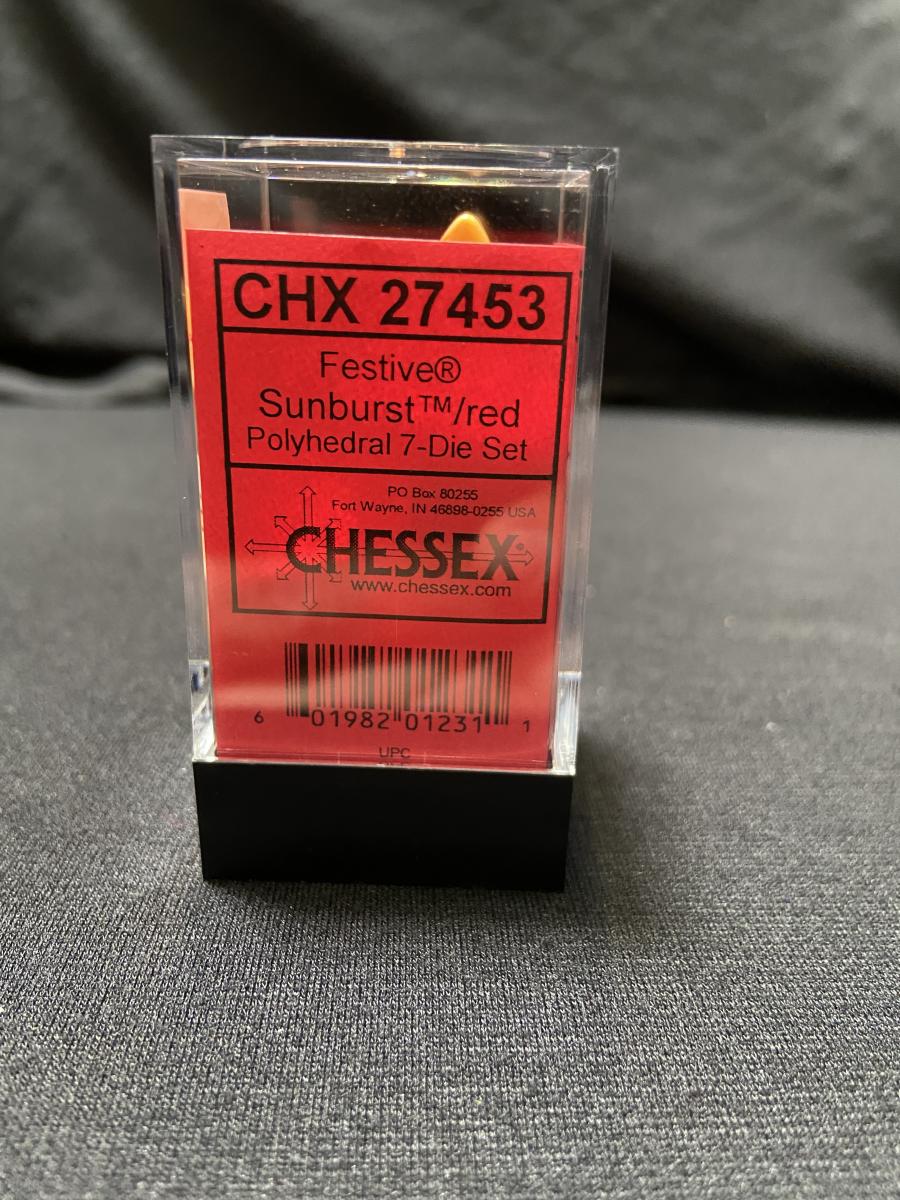 CHX 27453
Festive®
Sunburst™/red
Polyhedral 7-Die Set
PO Box 80255
Fort Wayne, IN 46898-0255 USA
CHESSEX®
www.chessex.com
6 01982 01231 1
UPC